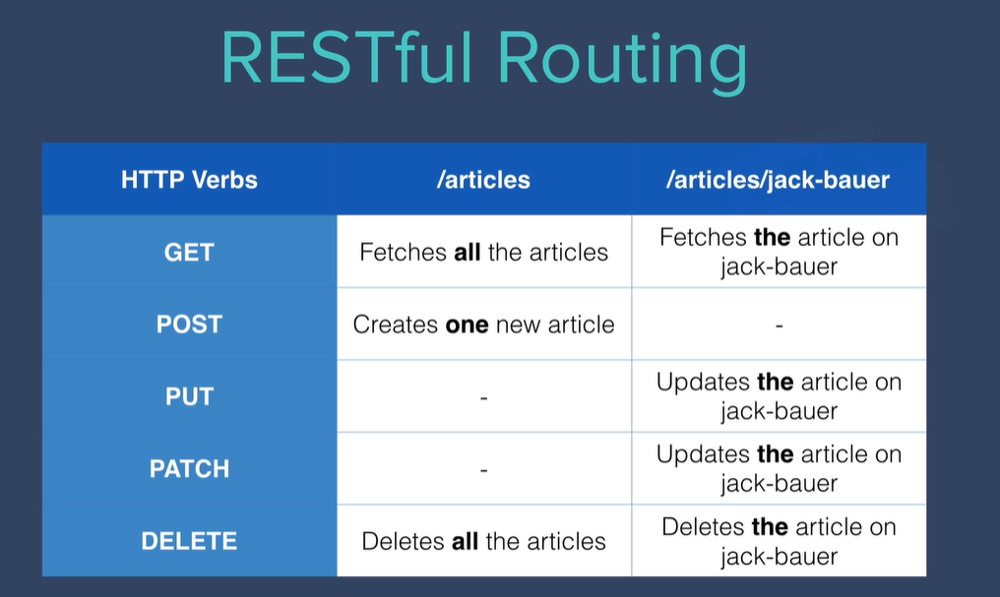 RESTful Routing
HTTP Verbs
/articles
/articles/jack-bauer
GET
Fetches all the articles
Fetches the article on
jack-bauer
POST
Creates one new article
-
PUT
-
Updates the article on
jack-bauer
PATCH
-
Updates the article on
jack-bauer
DELETE
Deletes all the articles
Deletes the article on
jack-bauer